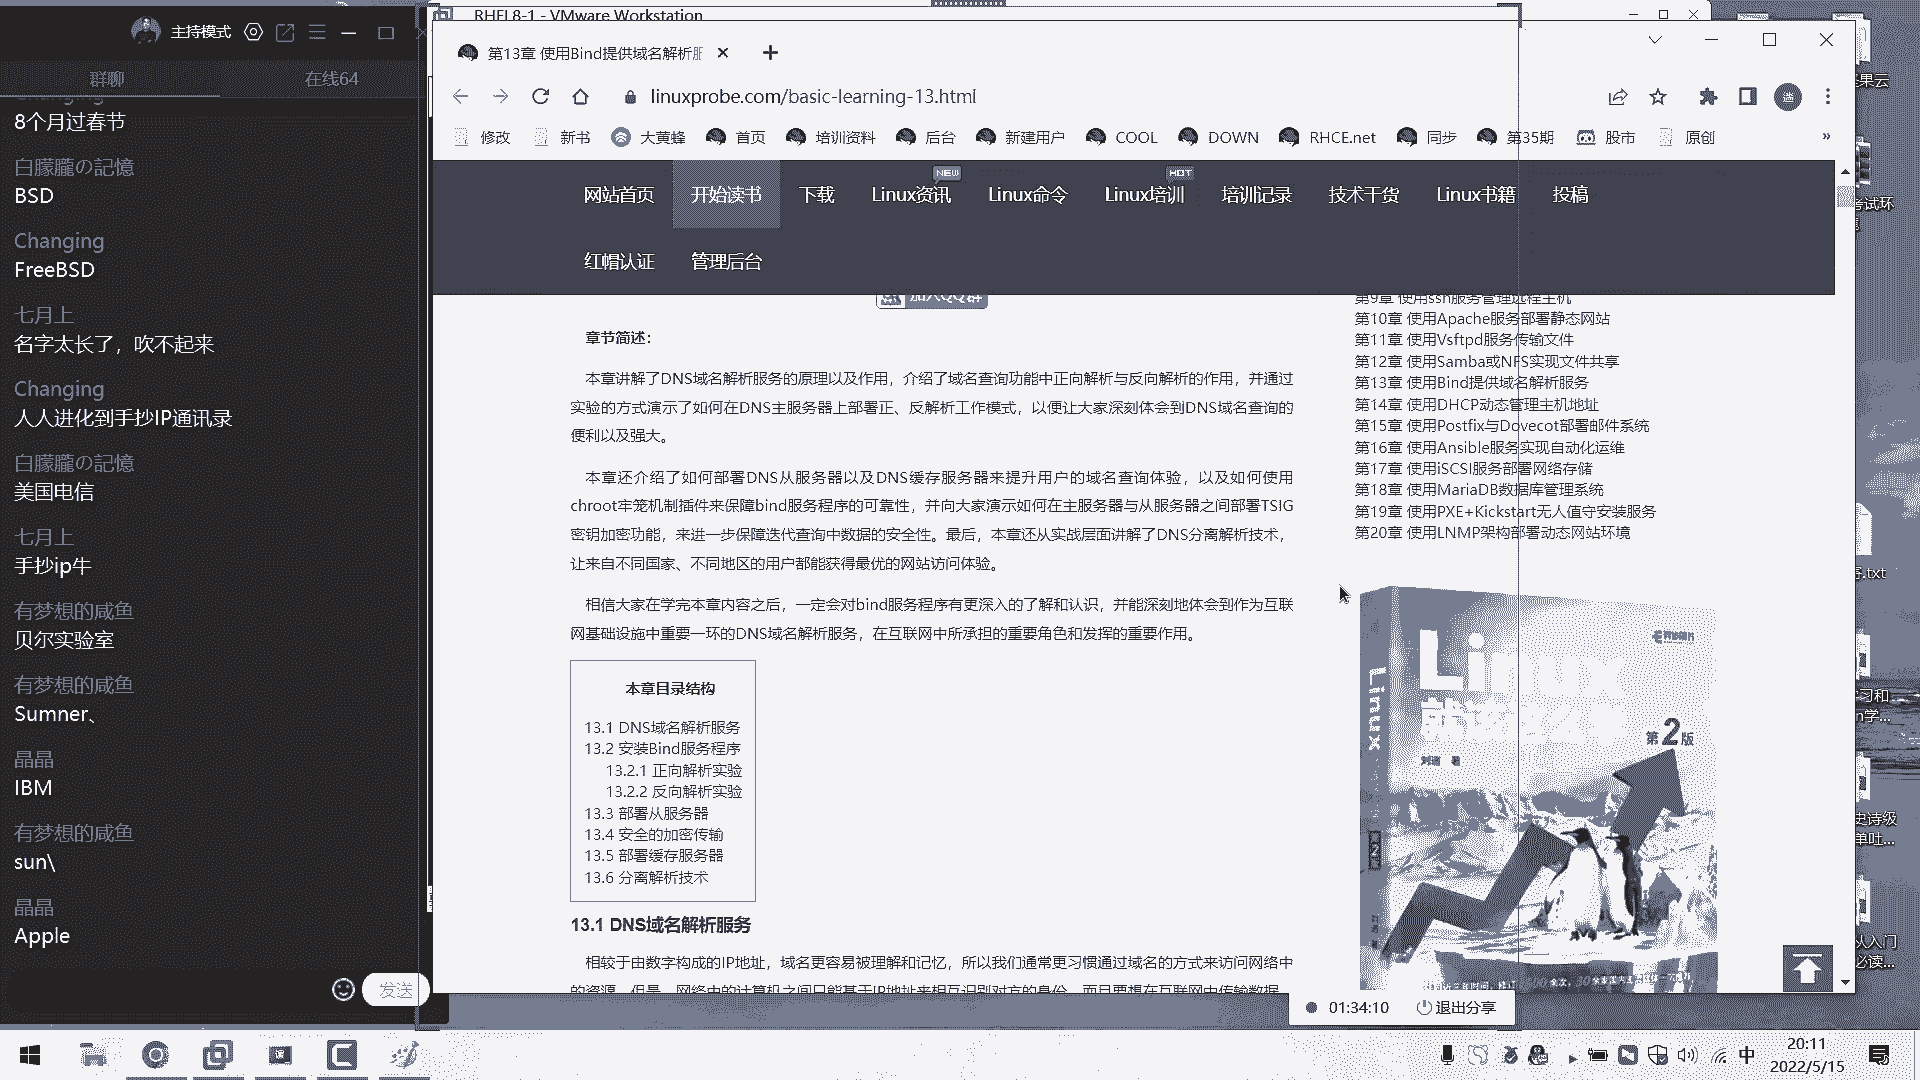 RHEL8-1 - VMware Workstation
主持模式
群聊
在线64
Changing
8个月过春节
白朦朧の記憶
BSD
Changing
FreeBSD
七月上
名字太长了，吹不起来
Changing
人人进化到手抄IP通讯录
白朦朧の記憶
美国电信
七月上
手抄ip牛
有梦想的咸鱼
贝尔实验室
有梦想的咸鱼
Sumner、
晶晶
IBM
有梦想的咸鱼
sun\
晶晶
Apple
发送
第13章 使用Bind提供域名解析服
linuxprobe.com/basic-learning-13.html
修改
新书
大黄蜂
首页
培训资料
后台
新建用户
COOL
DOWN
RHCE.net
同步
第35期
股市
原创
»
网站首页
开始读书
下载
Linux资讯
NEW
Linux命令
Linux培训
HOT
培训记录
技术干货
Linux书籍
投稿
红帽认证
管理后台
加入QQ群
章节简述：
本章讲解了DNS域名解析服务的原理以及作用，介绍了域名查询功能中正向解析与反向解析的作用，并通过
实验的方式演示了如何在DNS主服务器上部署正、反解析工作模式，以便让大家深刻体会到DNS域名查询的
便利以及强大。
本章还介绍了如何部署DNS从服务器以及DNS缓存服务器来提升用户的域名查询体验，以及如何使用
chroot牢笼机制插件来保障bind服务程序的可靠性，并向大家演示如何在主服务器与从服务器之间部署TSIG
密钥加密功能，来进一步保障迭代查询中数据的安全性。最后，本章还从实战层面讲解了DNS分离解析技术，
让来自不同国家、不同地区的用户都能获得最优的网站访问体验。
相信大家在学完本章内容之后，一定会对bind服务程序有更深入的了解和认识，并能深刻地体会到作为互联
网基础设施中重要一环的DNS域名解析服务，在互联网中所承担的重要角色和发挥的重要作用。
本章目录结构
13.1 DNS域名解析服务
13.2 安装Bind服务程序
13.2.1 正向解析实验
13.2.2 反向解析实验
13.3 部署从服务器
13.4 安全的加密传输
13.5 部署缓存服务器
13.6 分离解析技术
13.1 DNS域名解析服务
相较于由数字构成的IP地址，域名更容易被理解和记忆，所以我们通常更习惯通过域名的方式来访问网络中
的资源。但是，网络中的计算机之间只能基于IP地址来相互识别对方的身份，而且要想在互联网中传输数据，
第9章 使用ssh服务管理远程主机
第10章 使用Apache服务部署静态网站
第11章 使用Vsftpd服务传输文件
第12章 使用Samba或NFS实现文件共享
第13章 使用Bind提供域名解析服务
第14章 使用DHCP动态管理主机地址
第15章 使用Postfix与Dovecot部署邮件系统
第16章 使用Ansible服务实现自动化运维
第17章 使用iSCSI服务部署网络存储
第18章 使用MariaDB数据库管理系统
第19章 使用PXE+Kickstart无人值守安装服务
第20章 使用LNMP架构部署动态网站环境
Linux
第2版
刘遄 著
Linux
01:34:10
退出分享
中
20:11
2022/5/15